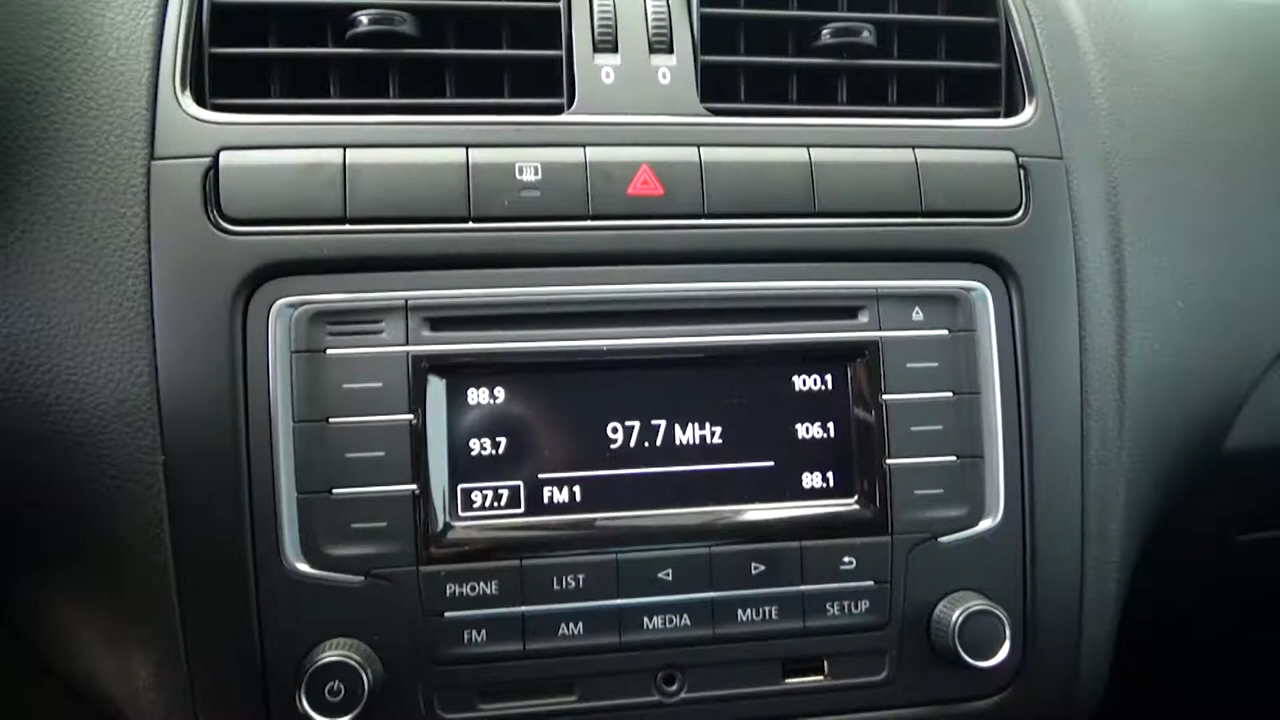 0 0
88.9 100.1
97.7 MHz
93.7 106.1
97.7 FM 1 88.1
PHONE LIST
FM AM MEDIA MUTE SETUP